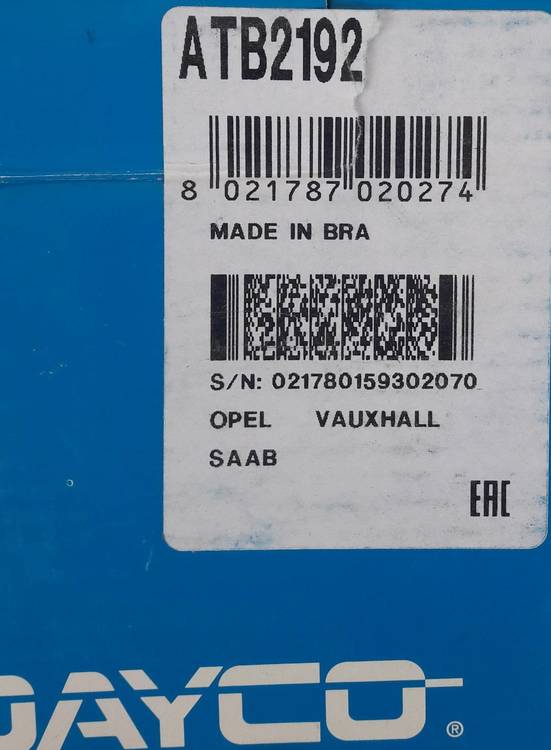 ATB2192
8 021787 020274
MADE IN BRA
S/N: 021780159302070
OPEL VAUXHALL
SAAB
EAC
DAYCO®